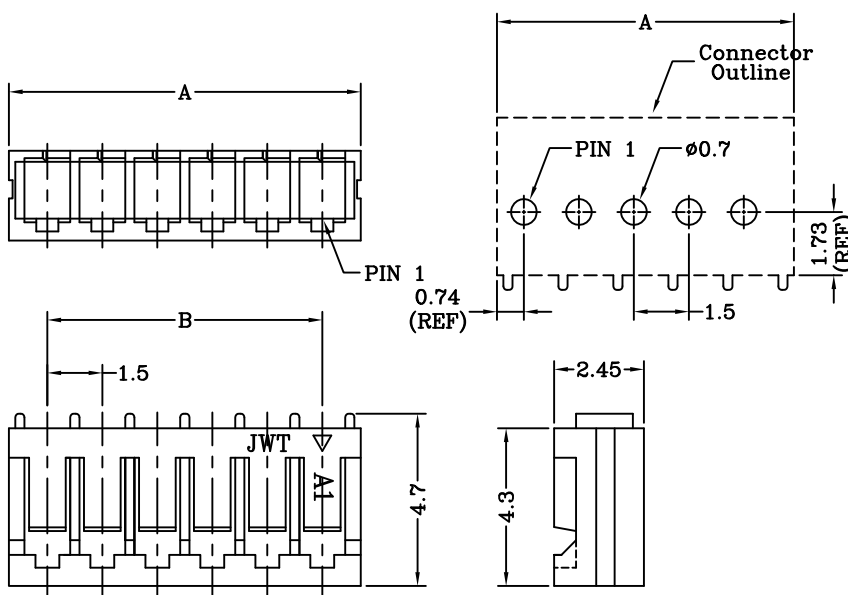 A
A
Connector
Outline
PIN 1
ø0.7
PIN 1
1.73
(REF)
0.74
(REF)
1.5
B
1.5
JWT
A1
4.7
2.45
4.3